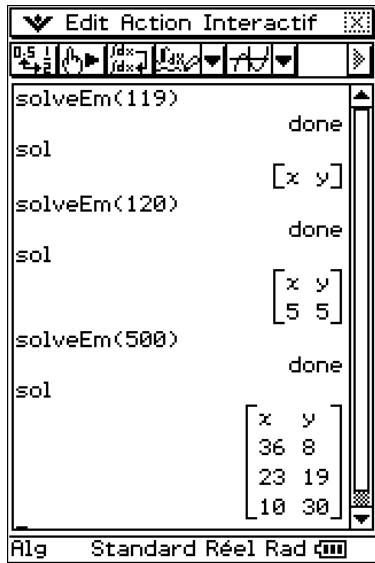 Edit Action Interactif
solveEm(119)
done
sol
[x y]
solveEm(120)
done
sol
[x y
5 5]
solveEm(500)
done
sol
[x y
36 8
23 19
10 30]
Alg Standard Réel Rad